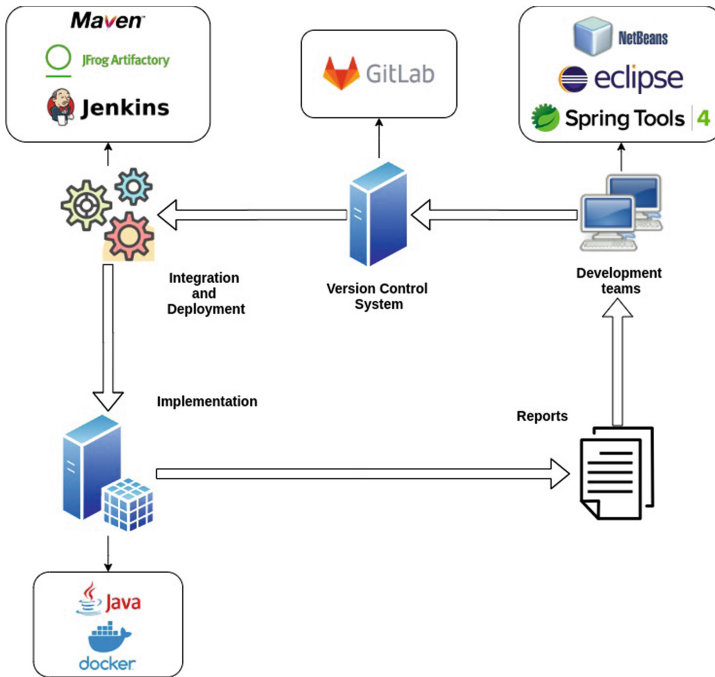 Maven
JFrog Artifactory
Jenkins
GitLab
NetBeans
eclipse
Spring Tools 4
Integration
and
Deployment
Version Control
System
Development
teams
Implementation
Reports
Java
docker